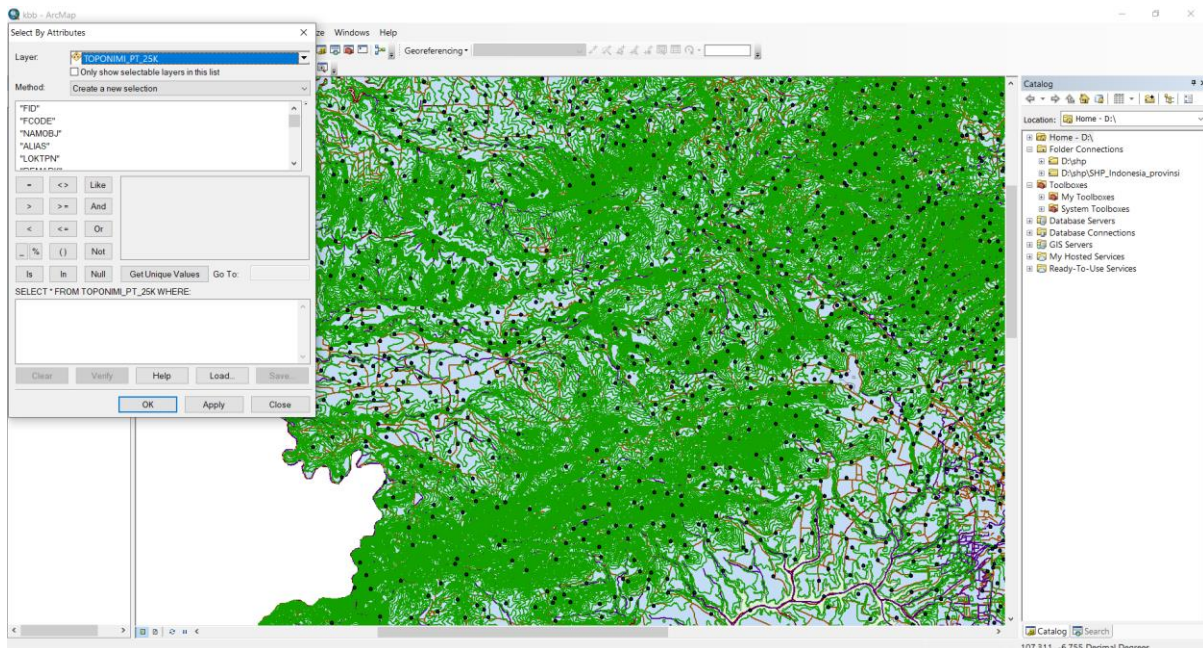 kbb - ArcMap
Select By Attributes
Windows Help
Layer: TOPONIMI_PT_25K
Only show selectable layers in this list
Method: Create a new selection
"FID"
"FCODE"
"NAMOBJ"
"ALIAS"
"LOKTPN"
= <> Like
> >= And
< <= Or
_ % () Not
Is In Null Get Unique Values Go To:
SELECT * FROM TOPONIMI_PT_25K WHERE:
Clear Verify Help Load... Save...
OK Apply Close
Georeferencing
Catalog
Location: Home - D:\
Home - D:\
Folder Connections
D:\shp
D:\shp\SHP_Indonesia_provinsi
Toolboxes
My Toolboxes
System Toolboxes
Database Servers
Database Connections
GIS Servers
My Hosted Services
Ready-To-Use Services
Catalog Search
107,311 -6,755 Decimal Degrees